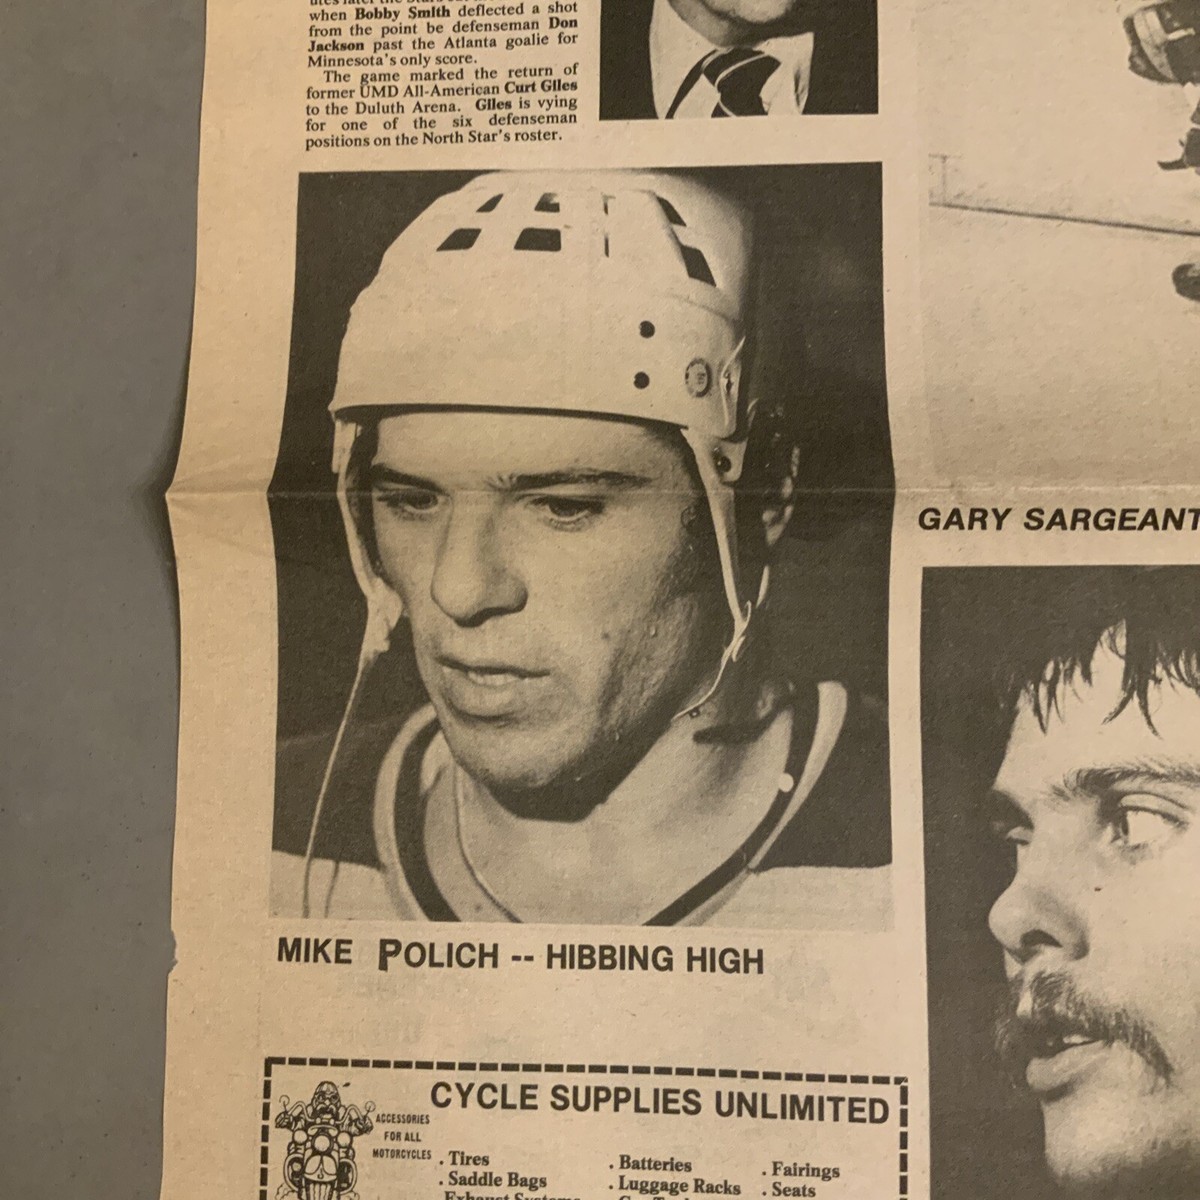 when Bobby Smith deflected a shot
from the point be defenseman Don
Jackson past the Atlanta goalie for
Minnesota's only score.
The game marked the return of
former UMD All-American Curt Giles
to the Duluth Arena. Giles is vying
for one of the six defenseman
positions on the North Star's roster.
GARY SARGEANT
MIKE POLICH -- HIBBING HIGH
CYCLE SUPPLIES UNLIMITED
ACCESSORIES
FOR ALL
MOTORCYCLES
. Tires
. Saddle Bags
. Batteries
. Luggage Racks
. Fairings
. Seats